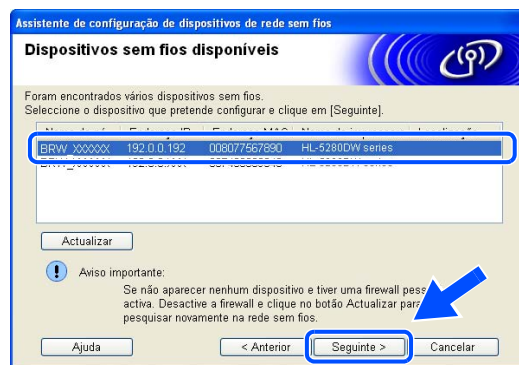 Assistente de configuração de dispositivos de rede sem fios
Dispositivos sem fios disponíveis
Foram encontrados vários dispositivos sem fios.
Seleccione o dispositivo que pretende configurar e clique em [Seguinte].
BRW_XXXXXX 192.0.0.192 008077567890 HL-5280DW series
Actualizar
Aviso importante:
Se não aparecer nenhum dispositivo e tiver uma firewall
activa. Desactive a firewall e clique no botão Actualizar para
pesquisar novamente na rede sem fios.
Ajuda < Anterior Seguinte > Cancelar